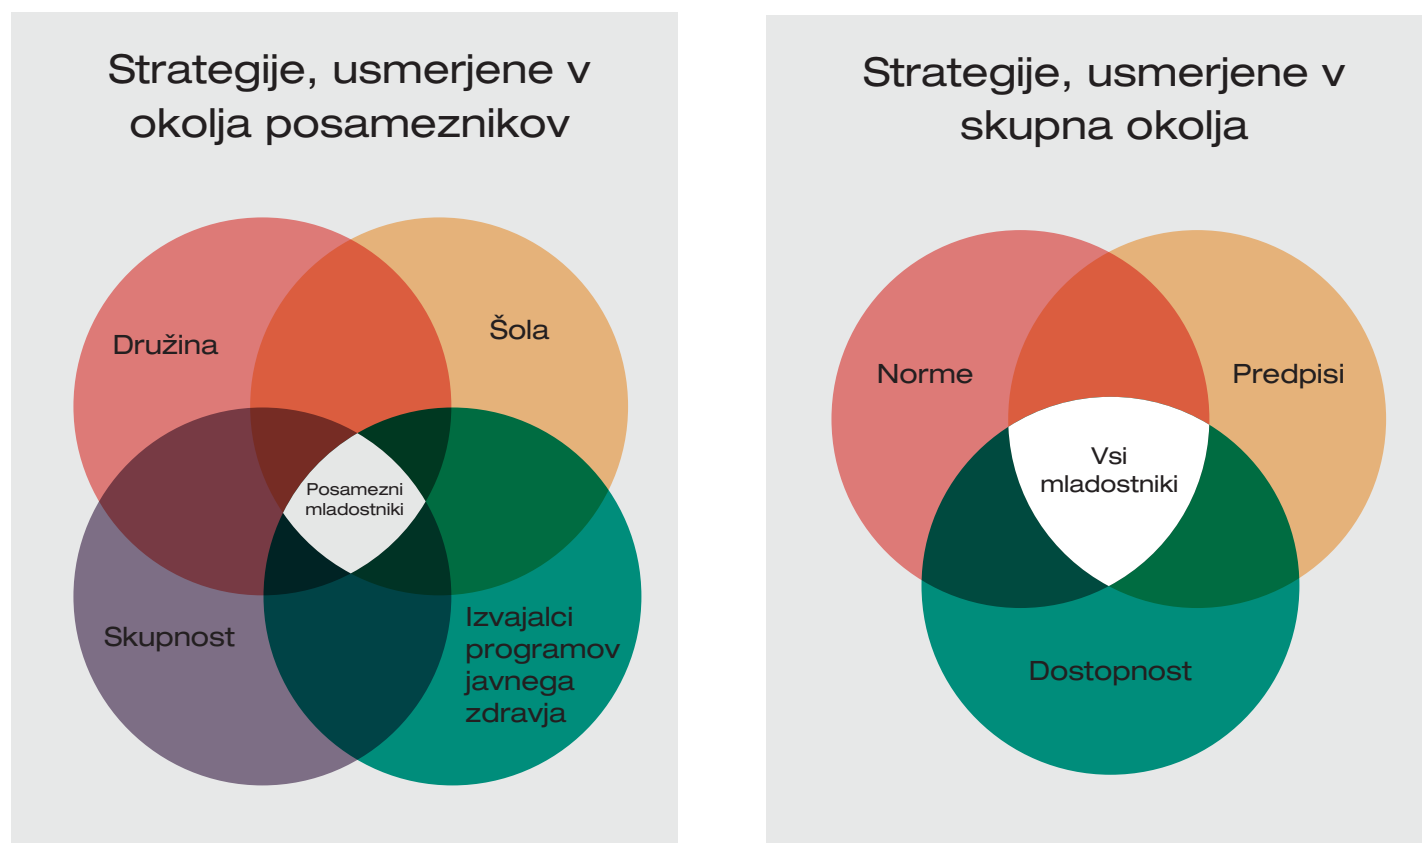 Strategije, usmerjene v
okolja posameznikov
Družina
Šola
Posamezni
mladostniki
Skupnost
Izvajalci
programov
javnega
zdravja
Strategije, usmerjene v
skupna okolja
Norme
Predpisi
Vsi
mladostniki
Dostopnost